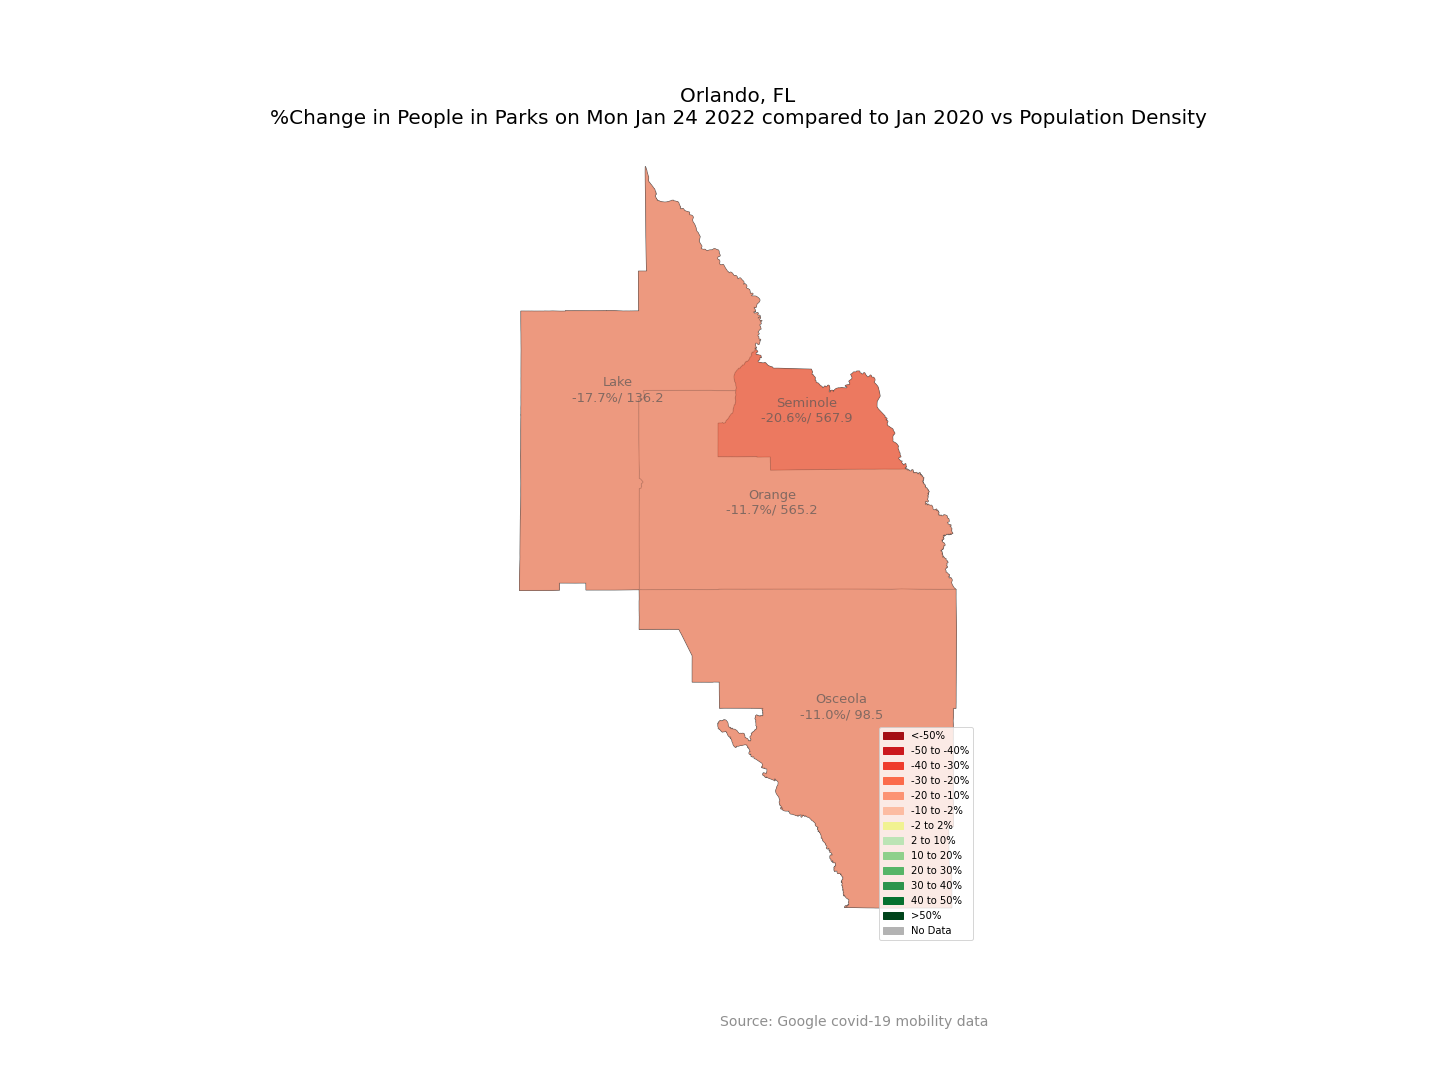 Orlando, FL
%Change in People in Parks on Mon Jan 24 2022 compared to Jan 2020 vs Population Density
Lake
-17.7%/ 136.2
Seminole
-20.6%/ 567.9
Orange
-11.7%/ 565.2
Osceola
-11.0%/ 98.5
<-50%
-50 to -40%
-40 to -30%
-30 to -20%
-20 to -10%
-10 to -2%
-2 to 2%
2 to 10%
10 to 20%
20 to 30%
30 to 40%
40 to 50%
>50%
No Data
Source: Google covid-19 mobility data